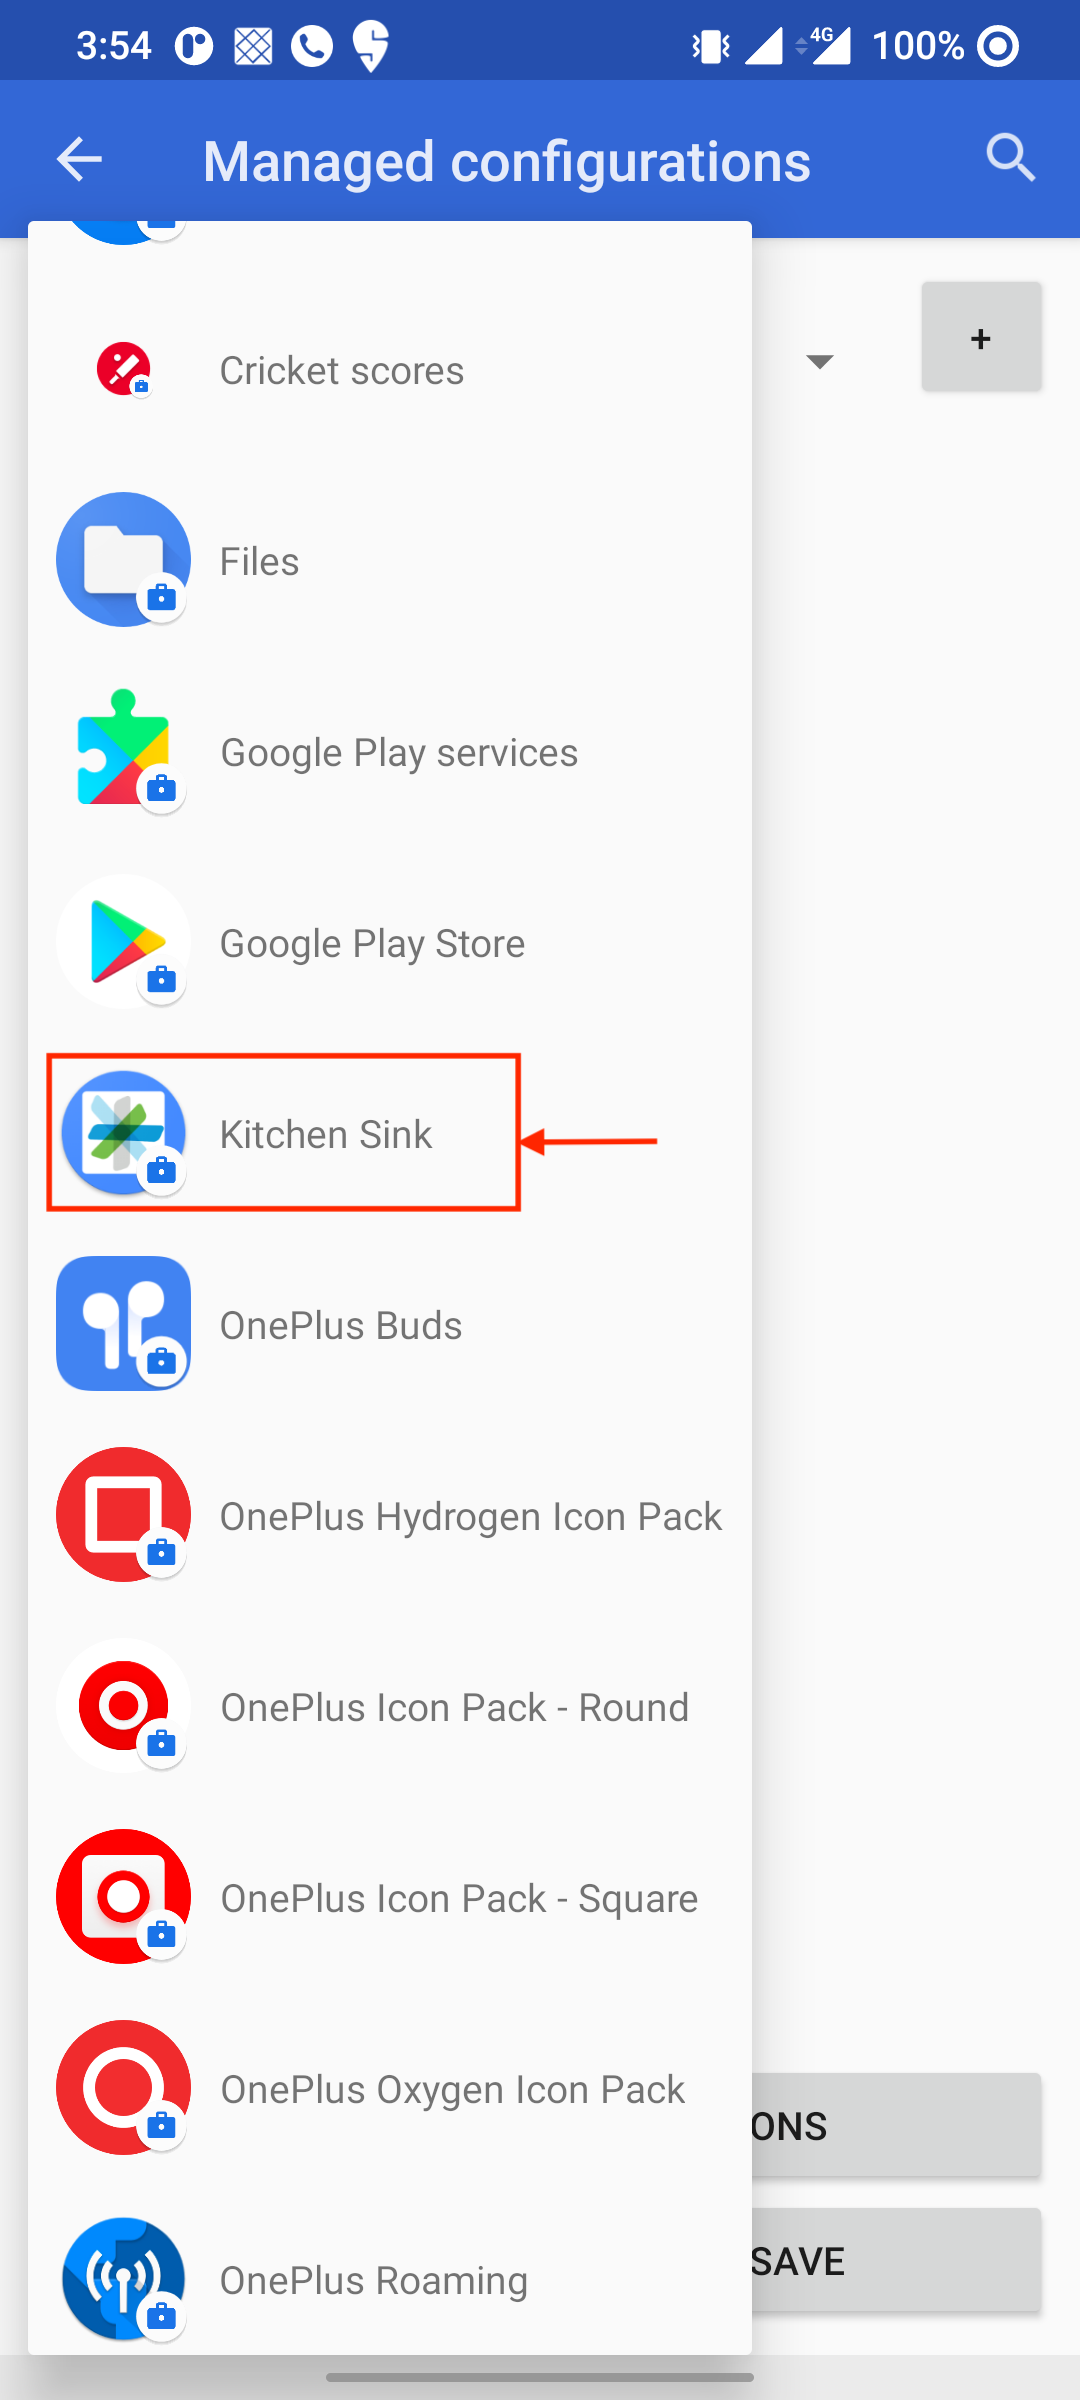 3:54
4G
100%
Managed configurations
+
Cricket scores
Files
Google Play services
Google Play Store
Kitchen Sink
OnePlus Buds
OnePlus Hydrogen Icon Pack
OnePlus Icon Pack - Round
OnePlus Icon Pack - Square
OnePlus Oxygen Icon Pack
ONS
SAVE
OnePlus Roaming